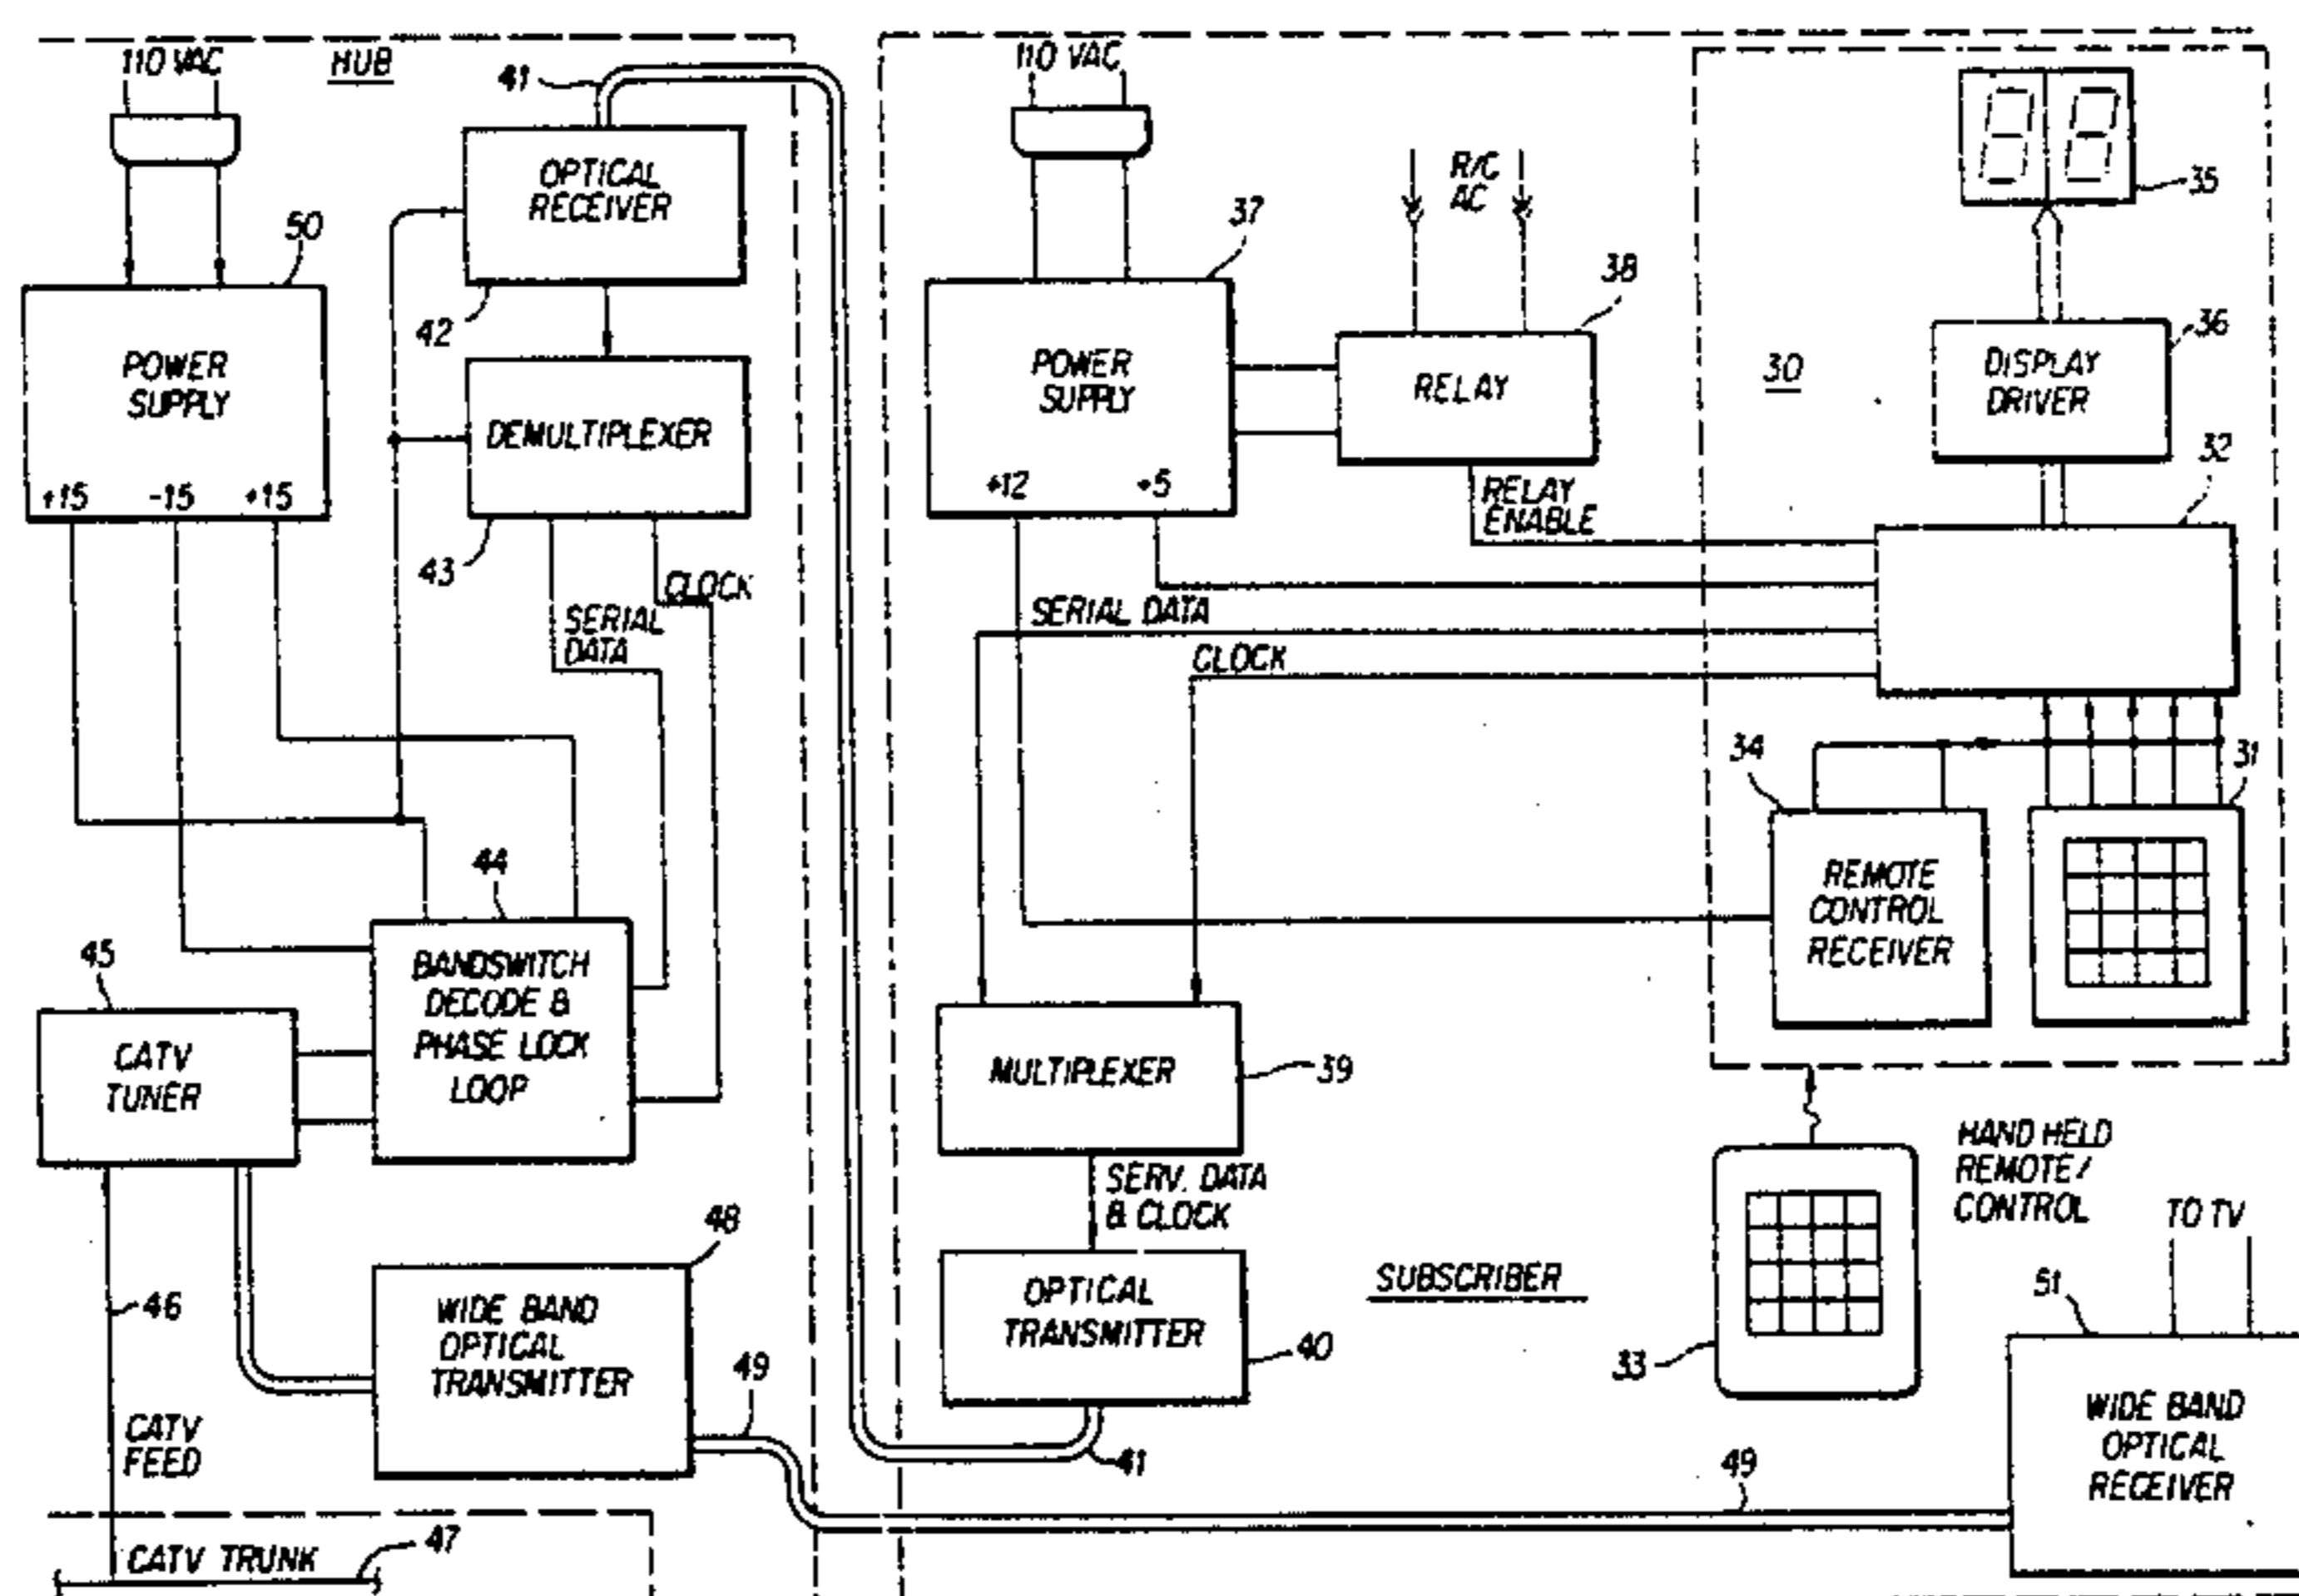 110 VAC
HUB
41
OPTICAL
RECEIVER
50
42
POWER
SUPPLY
+15 -15 +15
DEMULTIPLEXER
43
CLOCK
SERIAL
DATA
44
BANDSWITCH
DECODE &
PHASE LOCK
LOOP
45
CATV
TUNER
46
CATV
FEED
48
WIDE BAND
OPTICAL
TRANSMITTER
49
CATV TRUNK
47
110 VAC
37
POWER
SUPPLY
+12 +5
R/C
AC
38
RELAY
RELAY
ENABLE
SERIAL DATA
CLOCK
MULTIPLEXER
39
SERV. DATA
& CLOCK
OPTICAL
TRANSMITTER
40
41
SUBSCRIBER
30
88
35
36
DISPLAY
DRIVER
32
34
31
REMOTE
CONTROL
RECEIVER
HAND HELD
REMOTE/
CONTROL
33
TO TV
51
WIDE BAND
OPTICAL
RECEIVER
49